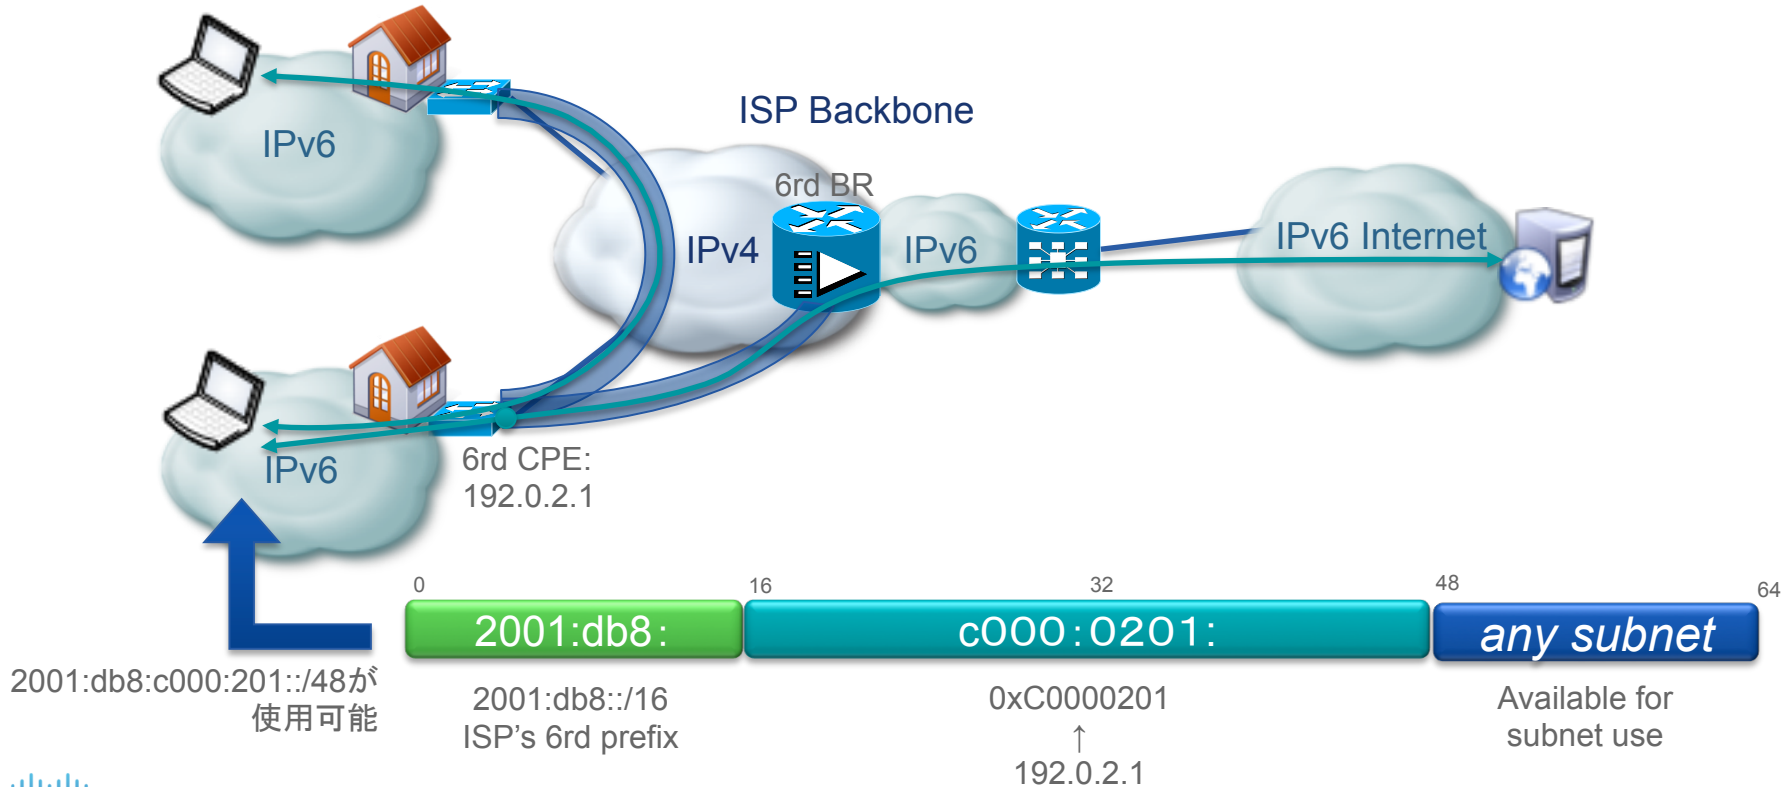 ISP Backbone
IPv6
6rd BR
IPv4
IPv6
IPv6 Internet
IPv6
6rd CPE:
192.0.2.1
0
16
32
48
64
2001:db8:
c000:0201:
any subnet
2001:db8:c000:201::/48が
使用可能
2001:db8::/16
ISP's 6rd prefix
0xC0000201
↑
192.0.2.1
Available for
subnet use